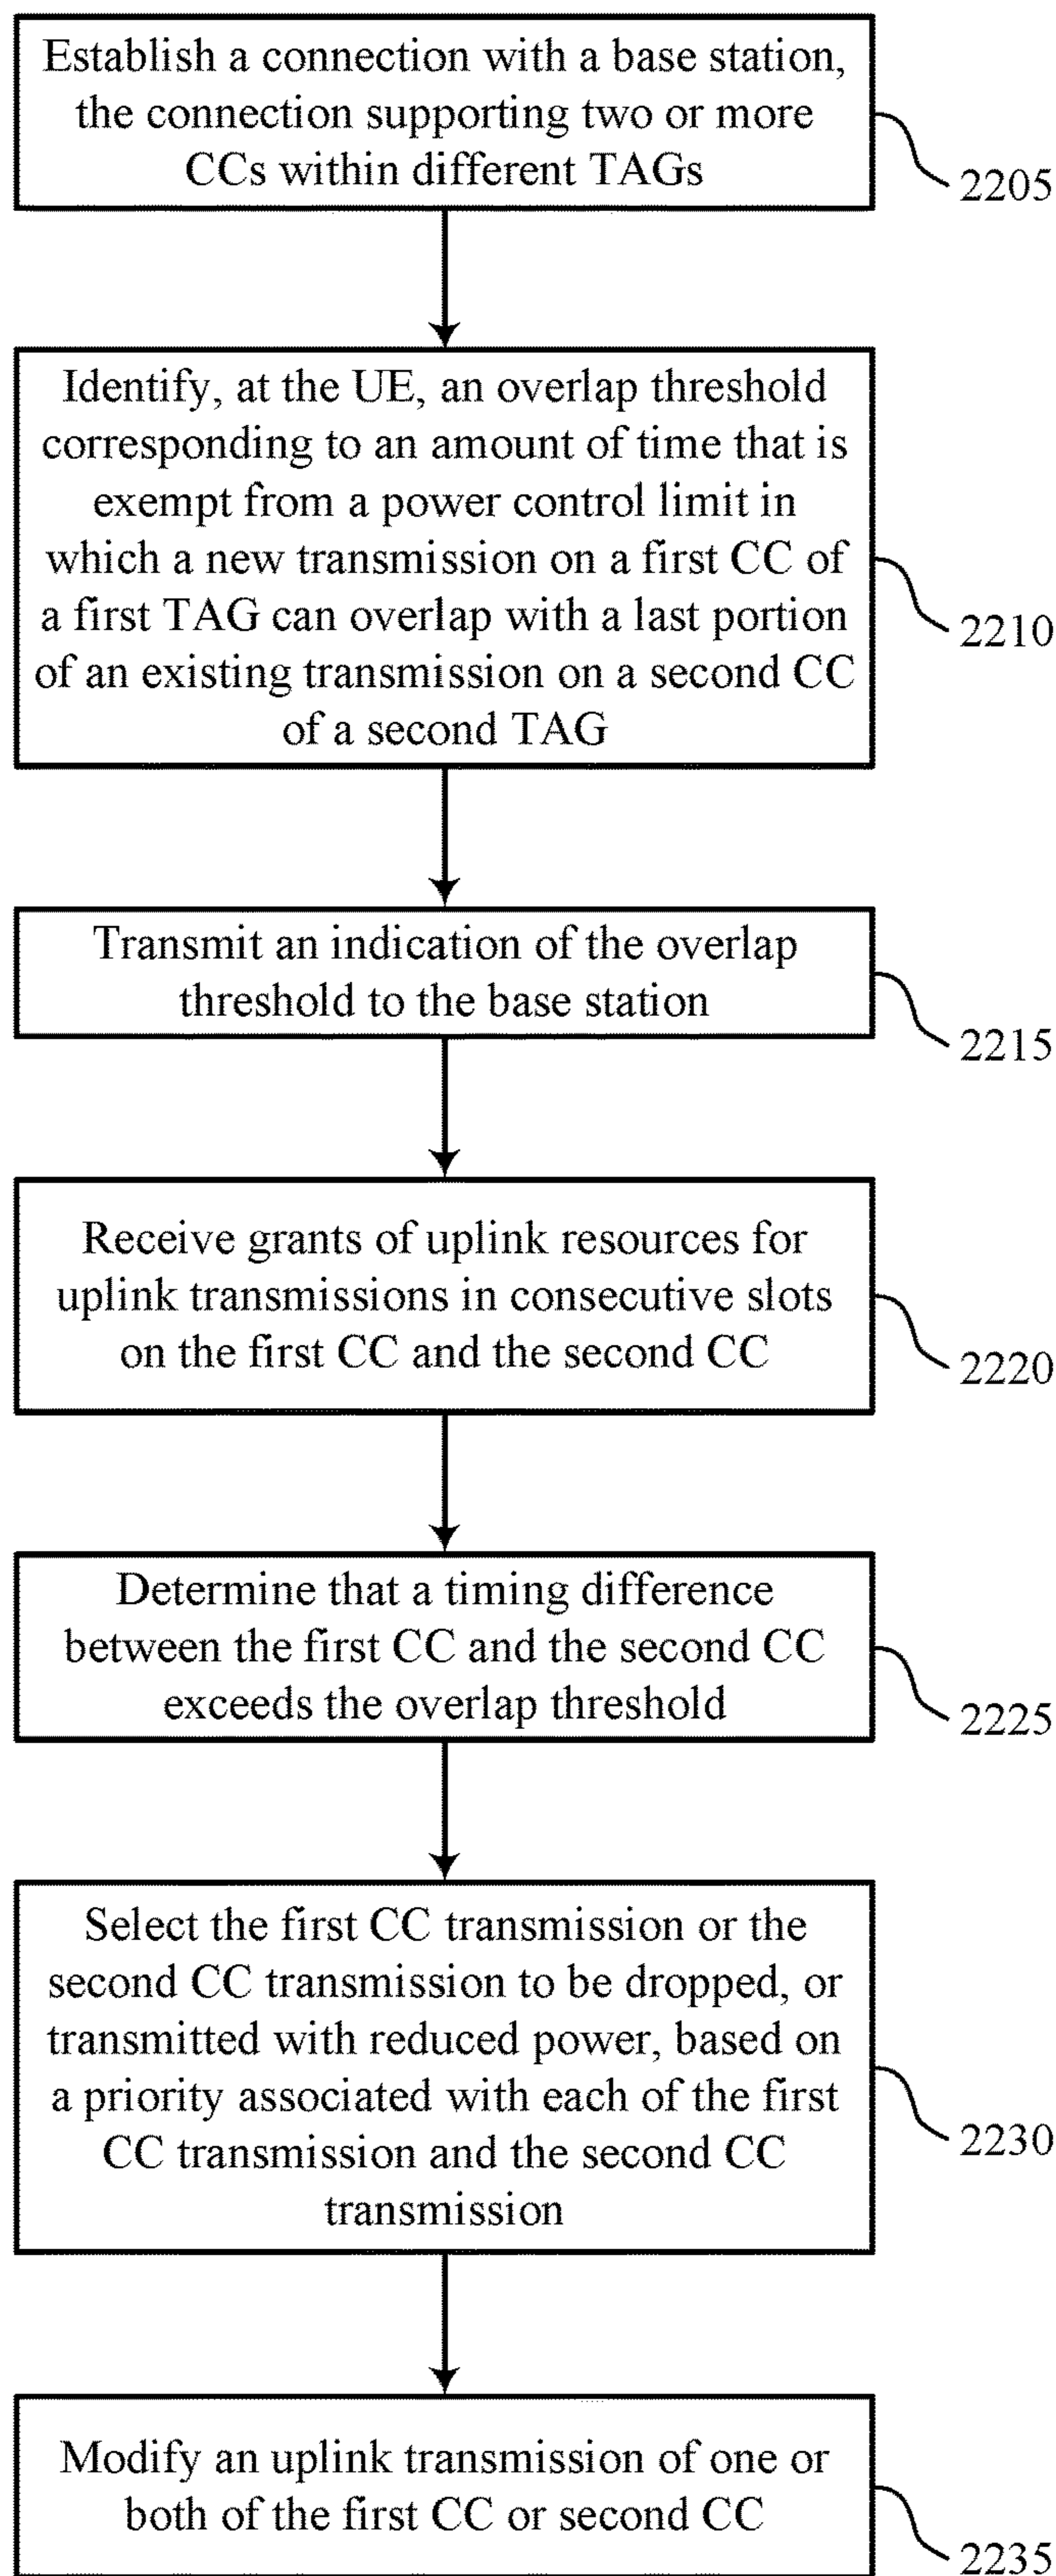 Establish a connection with a base station,
the connection supporting two or more
CCs within different TAGs
2205
Identify, at the UE, an overlap threshold
corresponding to an amount of time that is
exempt from a power control limit in
which a new transmission on a first CC of
a first TAG can overlap with a last portion
of an existing transmission on a second CC
of a second TAG
2210
Transmit an indication of the overlap
threshold to the base station
2215
Receive grants of uplink resources for
uplink transmissions in consecutive slots
on the first CC and the second CC
2220
Determine that a timing difference
between the first CC and the second CC
exceeds the overlap threshold
2225
Select the first CC transmission or the
second CC transmission to be dropped, or
transmitted with reduced power, based on
a priority associated with each of the first
CC transmission and the second CC
transmission
2230
Modify an uplink transmission of one or
both of the first CC or second CC
2235